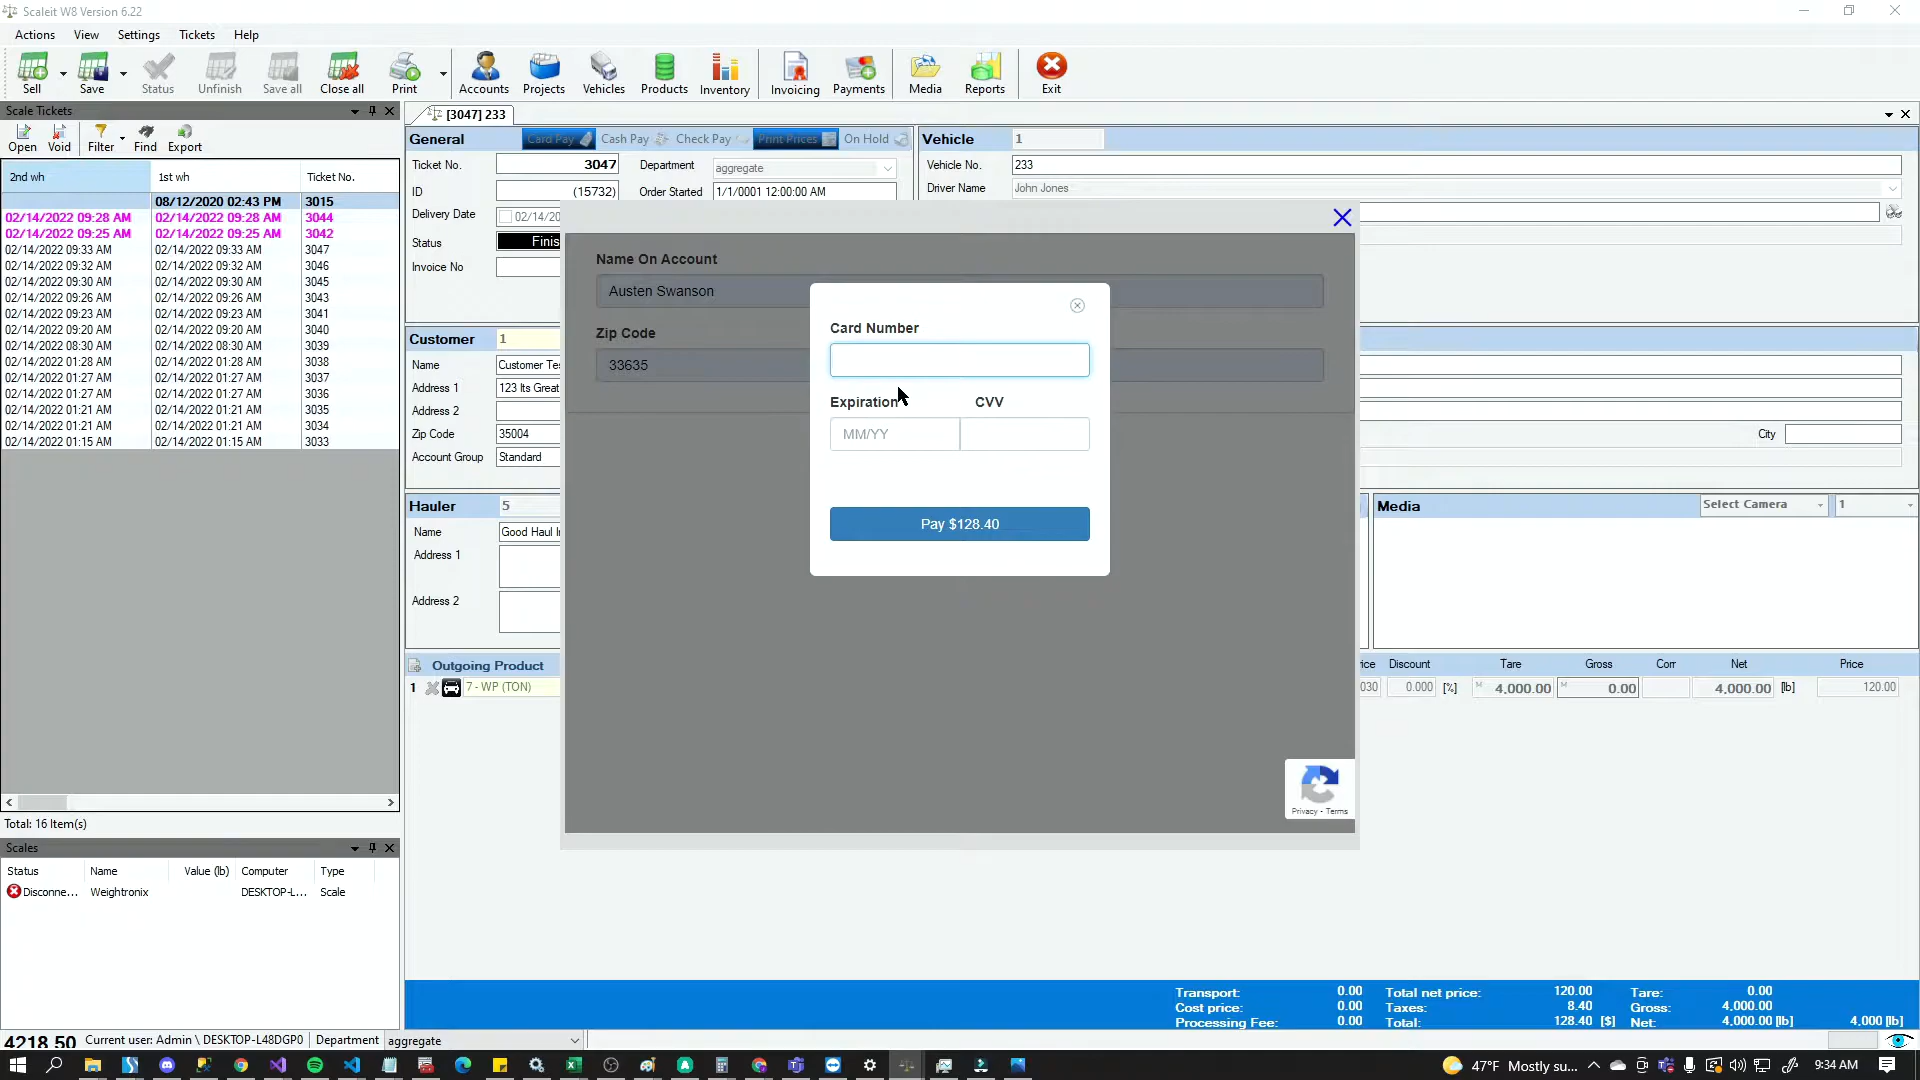 Scaleit W8 Version 6.22
Actions View Settings Tickets Help
Sell Save Status Unfinish Save all Close all Print Accounts Projects Vehicles Products Inventory Invoicing Payments Media Reports Exit
Scale Tickets
Open Void Filter Find Export
2nd wh 1st wh Ticket No.
08/12/2020 02:43 PM 3015
02/14/2022 09:28 AM 02/14/2022 09:28 AM 3044
02/14/2022 09:25 AM 02/14/2022 09:25 AM 3042
02/14/2022 09:33 AM 02/14/2022 09:33 AM 3047
02/14/2022 09:32 AM 02/14/2022 09:32 AM 3046
02/14/2022 09:30 AM 02/14/2022 09:30 AM 3045
02/14/2022 09:26 AM 02/14/2022 09:26 AM 3043
02/14/2022 09:23 AM 02/14/2022 09:23 AM 3041
02/14/2022 09:20 AM 02/14/2022 09:20 AM 3040
02/14/2022 08:30 AM 02/14/2022 08:30 AM 3039
02/14/2022 01:28 AM 02/14/2022 01:28 AM 3038
02/14/2022 01:27 AM 02/14/2022 01:27 AM 3037
02/14/2022 01:27 AM 02/14/2022 01:27 AM 3036
02/14/2022 01:21 AM 02/14/2022 01:21 AM 3035
02/14/2022 01:21 AM 02/14/2022 01:21 AM 3034
02/14/2022 01:15 AM 02/14/2022 01:15 AM 3033
Total: 16 Item(s)
Scales
Status Name Value (lb) Computer Type
Disconne... Weightronix DESKTOP-L... Scale
[3047] 233
General Card Pay Cash Pay Check Pay Print Prices On Hold
Ticket No. 3047 Department aggregate
ID (15732) Order Started 1/1/0001 12:00:00 AM
Delivery Date 02/14/20
Status Finis
Invoice No
Vehicle 1
Vehicle No. 233
Driver Name John Jones
Customer 1
Name Customer Te
Address 1 123 Its Great
Address 2
Zip Code 35004
Account Group Standard
City
Hauler 5
Name Good Haul I
Address 1
Address 2
Media Select Camera 1
Name On Account
Austen Swanson
Zip Code
33635
Card Number
Expiration CVV
MM/YY
Pay $128.40
Privacy - Terms
Outgoing Product ice Discount Tare Gross Corr Net Price
1 7 - WP (TON) 030 0.000 [%] M 4,000.00 M 0.00 4,000.00 [lb] 120.00
Transport: 0.00 Total net price: 120.00 Tare: 0.00
Cost price: 0.00 Taxes: 8.40 Gross: 4,000.00
Processing Fee: 0.00 Total: 128.40 [$] Net: 4,000.00 [lb] 4,000 [lb]
4218.50 Current user: Admin \ DESKTOP-L48DGP0 Department aggregate
47°F Mostly su... 9:34 AM